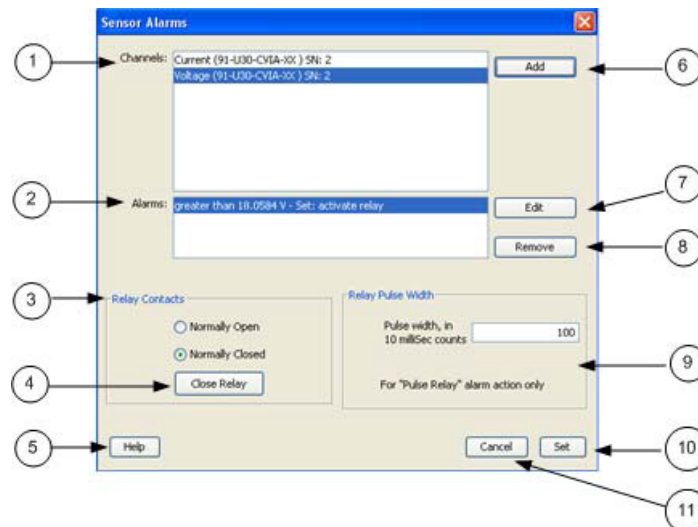 Sensor Alarms
1
Channels:
Current (91-U30-CVIA-XX ) SN: 2
Voltage (91-U30-CVIA-XX ) SN: 2
Add
6
2
Alarms:
greater than 18.0584 V - Set: activate relay
Edit
7
Remove
8
3
Relay Contacts
Normally Open
Normally Closed
4
Close Relay
Relay Pulse Width
Pulse width, in
10 milliSec counts
100
9
For "Pulse Relay" alarm action only
5
Help
Cancel
Set
10
11